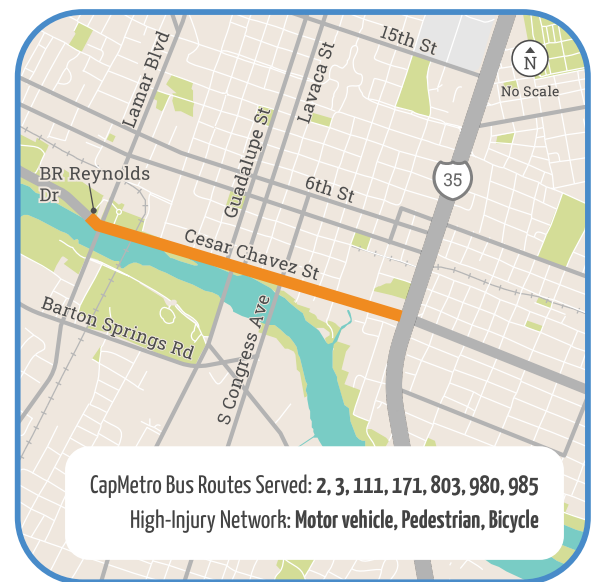 15th St
N
No Scale
Lamar Blvd
Lavaca St
Guadalupe St
BR Reynolds
Dr
6th St
35
Cesar Chavez St
Barton Springs Rd
S Congress Ave
CapMetro Bus Routes Served: 2, 3, 111, 171, 803, 980, 985
High-Injury Network: Motor vehicle, Pedestrian, Bicycle